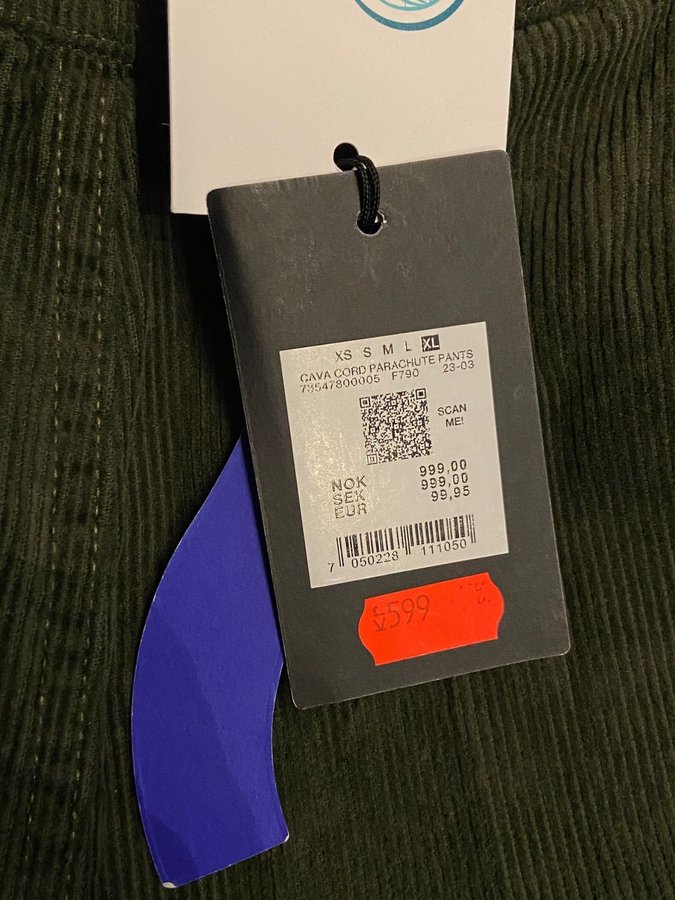 XS S M L XL
CAVA CORD PARACHUTE PANTS
73547800005 F790 23-03
SCAN
ME!
NOK 999,00
SEK 999,00
EUR 99,95
7 050228 111050
599